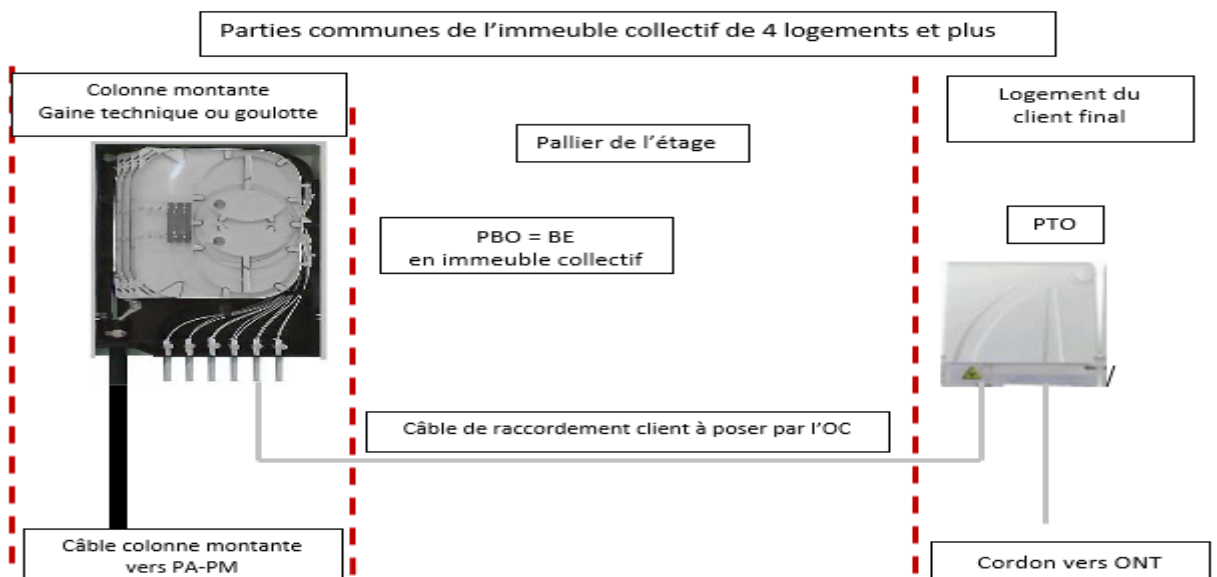 Parties communes de l'immeuble collectif de 4 logements et plus
Colonne montante
Gaine technique ou goulotte
Logement du
client final
Pallier de l'étage
PTO
PBO = BE
en immeuble collectif
Câble de raccordement client à poser par l'OC
Câble colonne montante
vers PA-PM
Cordon vers ONT